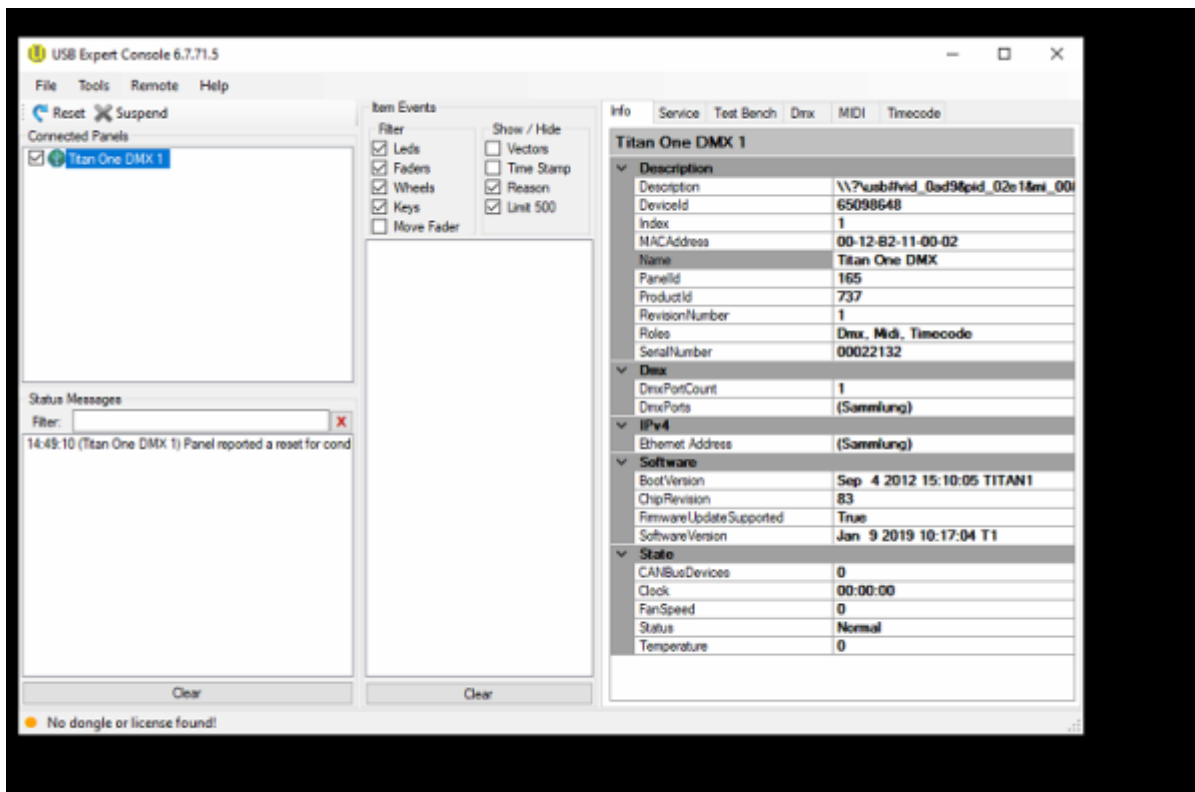 USB Expert Console 6.7.71.5
File Tools Remote Help
Reset Suspend
Connected Panels
Titan One DMX 1
Status Messages
Filter:
14:49:10 (Titan One DMX 1) Panel reported a reset for cond
Clear
Item Events
Filter
Leds
Faders
Wheels
Keys
Move Fader
Show / Hide
Vectors
Time Stamp
Reason
Limit 500
Clear
Info Service Test Bench Dmx MIDI Timecode
Titan One DMX 1
Description
Description \\?\usb#vid_0ad9&pid_02e1&mi_00
DeviceId 65098648
Index 1
MACAddress 00-12-B2-11-00-02
Name Titan One DMX
PanelId 165
ProductId 737
RevisionNumber 1
Roles Dmx, Midi, Timecode
SerialNumber 00022132
Dmx
DmxPortCount 1
DmxPorts (Sammlung)
IPv4
Ethernet Address (Sammlung)
Software
BootVersion Sep 4 2012 15:10:05 TITAN1
ChipRevision 83
FirmwareUpdateSupported True
SoftwareVersion Jan 9 2019 10:17:04 T1
State
CANBusDevices 0
Clock 00:00:00
FanSpeed 0
Status Normal
Temperature 0
No dongle or license found!